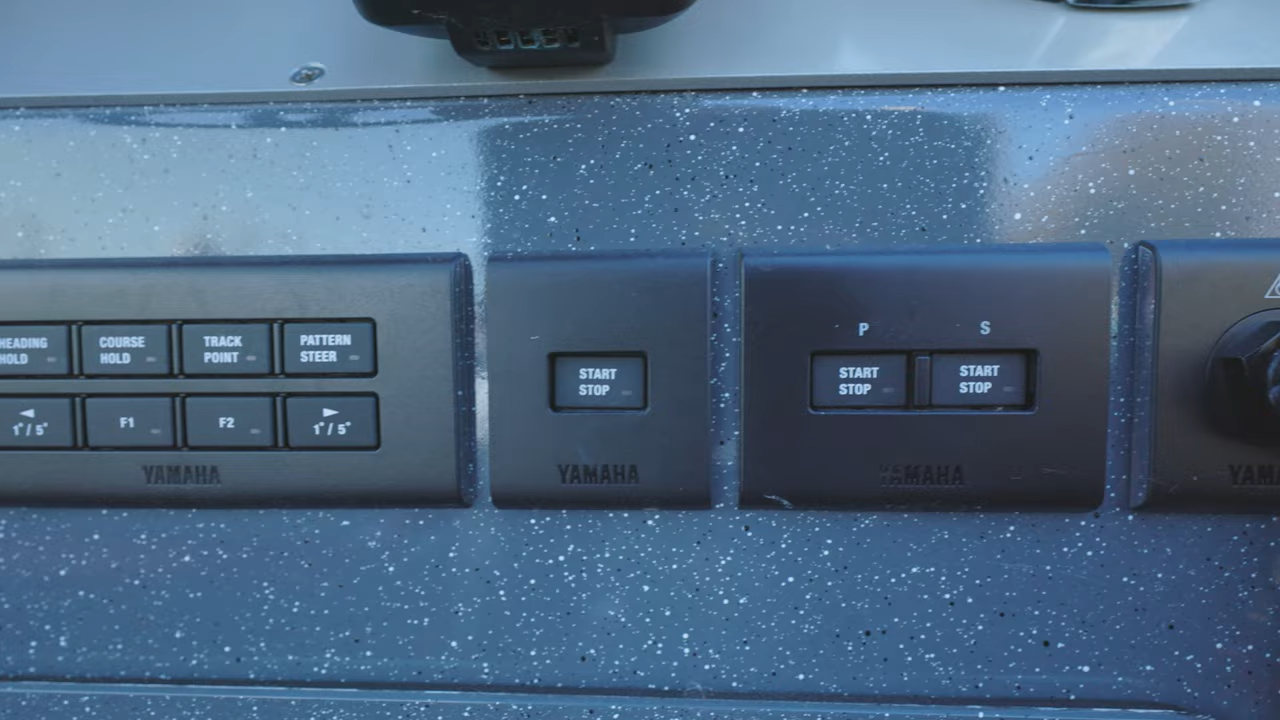 HEADING
HOLD
COURSE
HOLD
TRACK
POINT
PATTERN
STEER
◄
1°/5°
F1
F2
►
1°/5°
YAMAHA
START
STOP
YAMAHA
P
S
START
STOP
START
STOP
YAMAHA
YAM